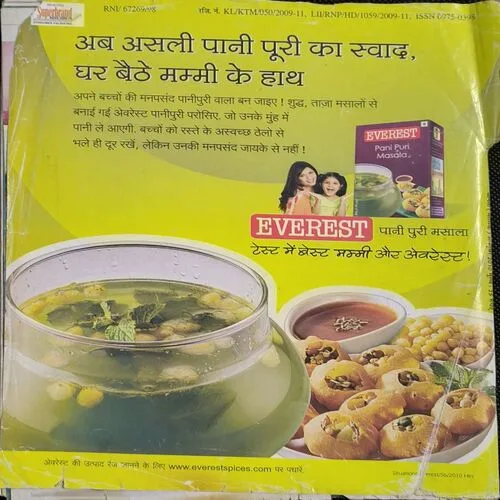 Superbrand
RNI/ 67269/98
रजि. नं. KL/KTM/050/2009-11, LII/RNP/HD/1059/2009-11, ISSN 0975-0398
अब असली पानी पूरी का स्वाद,
घर बैठे मम्मी के हाथ
अपने बच्चों की मनपसंद पानीपुरी वाला बन जाइए ! शुद्ध, ताज़ा मसालों से
बनाई गई अेवरेस्ट पानीपुरी परोसिए. जो उनके मुंह में
पानी ले आएगी. बच्चों को रस्ते के अस्वच्छ ठेलो से
भले ही दूर रखें, लेकिन उनकी मनपसंद जायके से नहीं !
EVEREST
Pani Puri
Masala
EVEREST पानी पुरी मसाला
टेस्ट में बेस्ट मम्मी और अेवरेस्ट!
अेवरेस्ट की उत्पाद रेंज जानने के लिए www.everestspices.com पर पधारें.